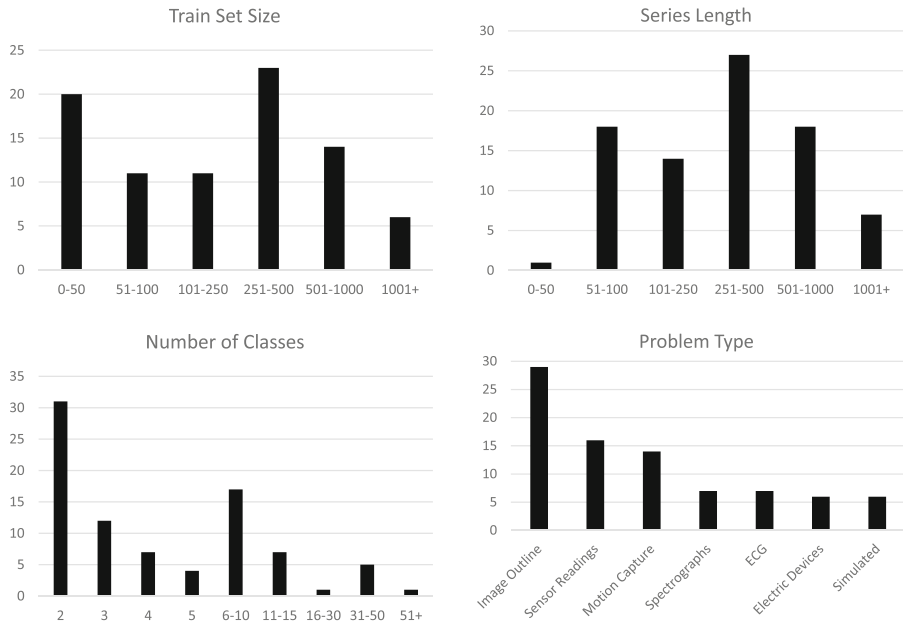 Train Set Size
25
20
15
10
5
0
0-50 51-100 101-250 251-500 501-1000 1001+
Series Length
30
25
20
15
10
5
0
0-50 51-100 101-250 251-500 501-1000 1001+
Number of Classes
35
30
25
20
15
10
5
0
2 3 4 5 6-10 11-15 16-30 31-50 51+
Problem Type
30
25
20
15
10
5
0
Image Outline
Sensor Readings
Motion Capture
Spectrographs
ECG
Electric Devices
Simulated